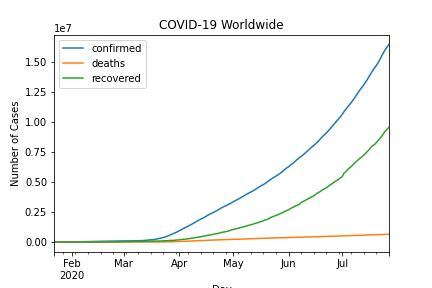 COVID-19 Worldwide
1e7
confirmed
deaths
recovered
Number of Cases
1.50
1.25
1.00
0.75
0.50
0.25
0.00
Feb Mar Apr May Jun Jul
2020